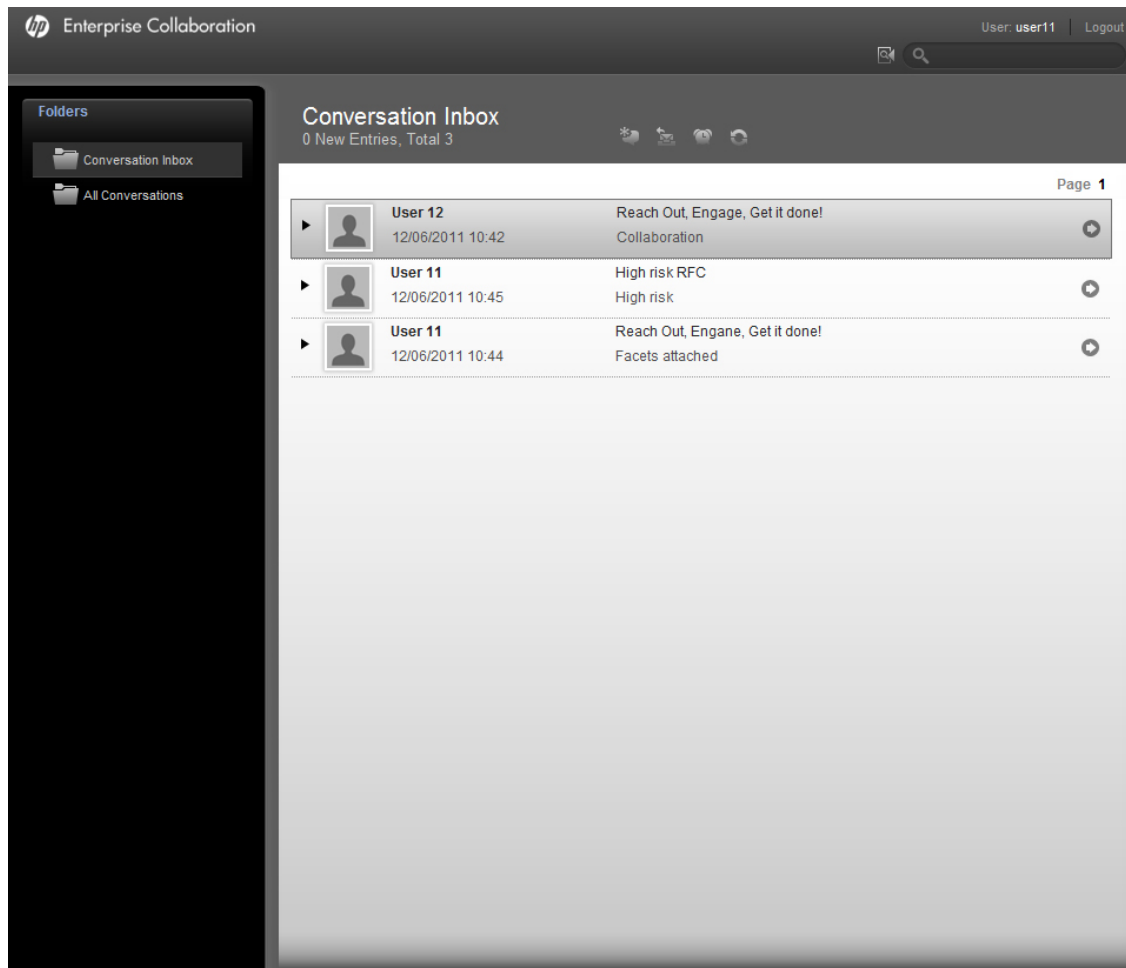 hp Enterprise Collaboration
User: user11 Logout
Folders
Conversation Inbox
All Conversations
Conversation Inbox
0 New Entries, Total 3
Page 1
User 12 Reach Out, Engage, Get it done!
12/06/2011 10:42 Collaboration
User 11 High risk RFC
12/06/2011 10:45 High risk
User 11 Reach Out, Engane, Get it done!
12/06/2011 10:44 Facets attached